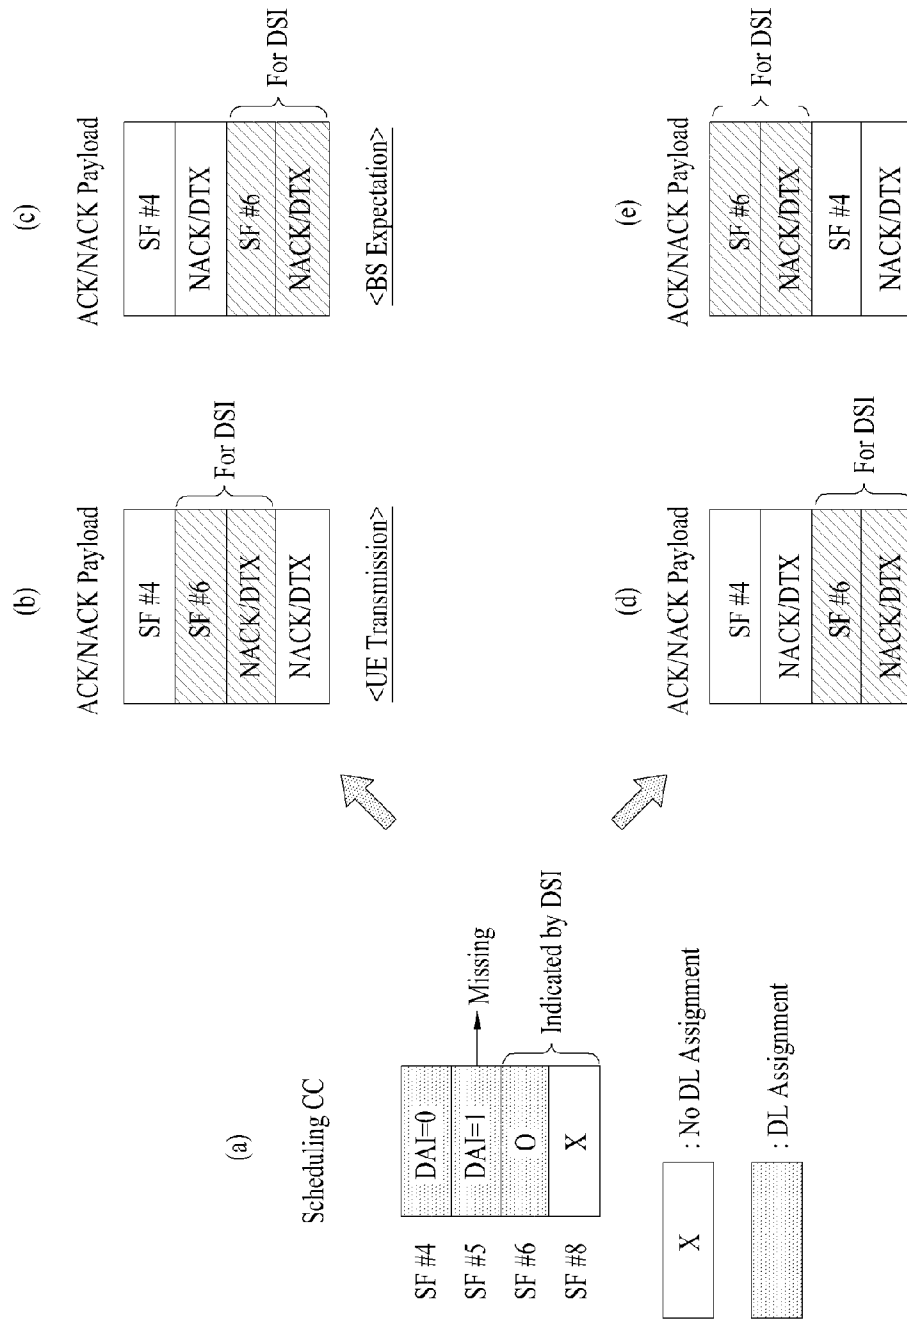 (a)
Scheduling CC
SF #4
DAI=0
SF #5
DAI=1
Missing
SF #6
O
SF #8
X
Indicated by DSI
X
: No DL Assignment
: DL Assignment
(b)
ACK/NACK Payload
SF #4
SF #6
NACK/DTX
NACK/DTX
For DSI
<UE Transmission>
(c)
ACK/NACK Payload
SF #4
NACK/DTX
SF #6
NACK/DTX
For DSI
<BS Expectation>
(d)
ACK/NACK Payload
SF #4
NACK/DTX
SF #6
NACK/DTX
For DSI
(e)
ACK/NACK Payload
SF #6
NACK/DTX
SF #4
NACK/DTX
For DSI